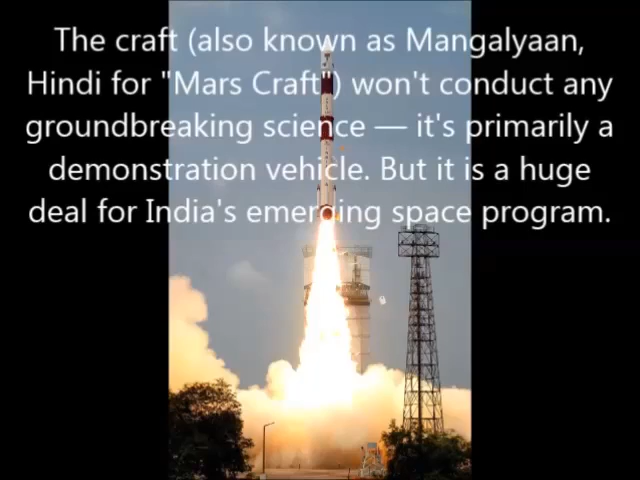 The craft (also known as Mangalyaan,
Hindi for "Mars Craft") won't conduct any
groundbreaking science — it's primarily a
demonstration vehicle. But it is a huge
deal for India's emerging space program.